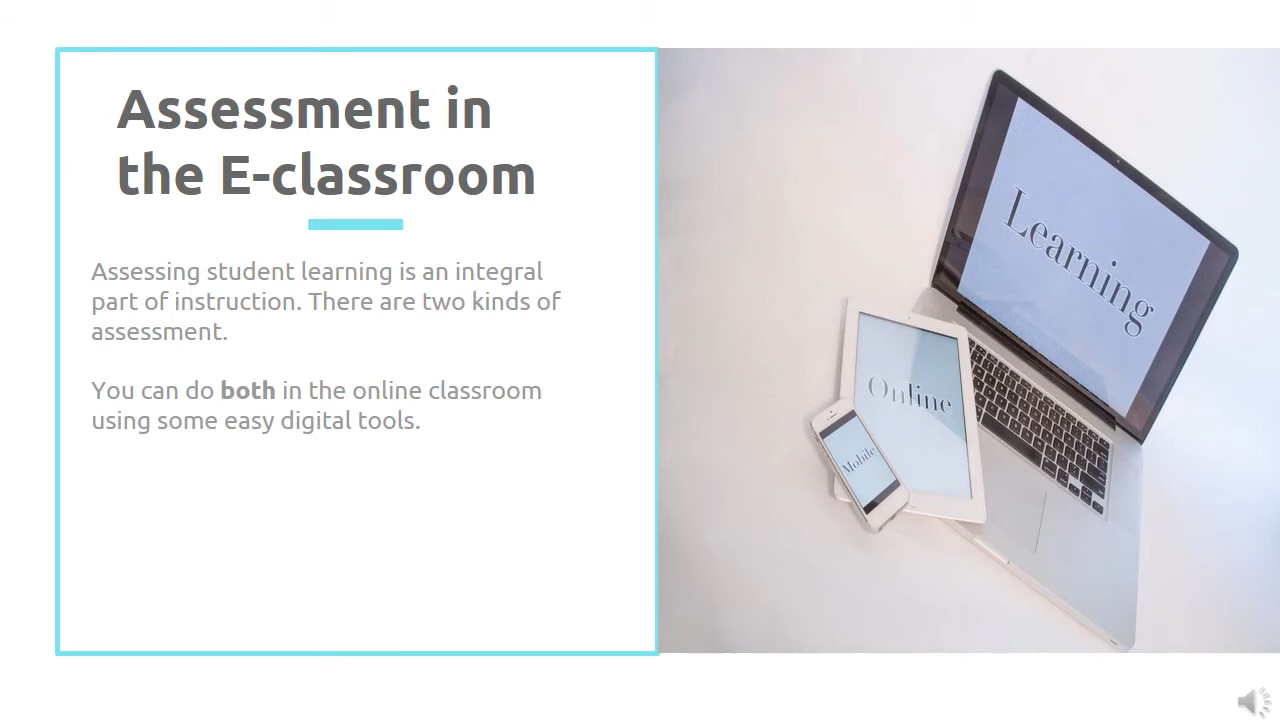 Assessment in
the E-classroom
Assessing student learning is an integral
part of instruction. There are two kinds of
assessment.
You can do both in the online classroom
using some easy digital tools.
Learning
Online
Mobile